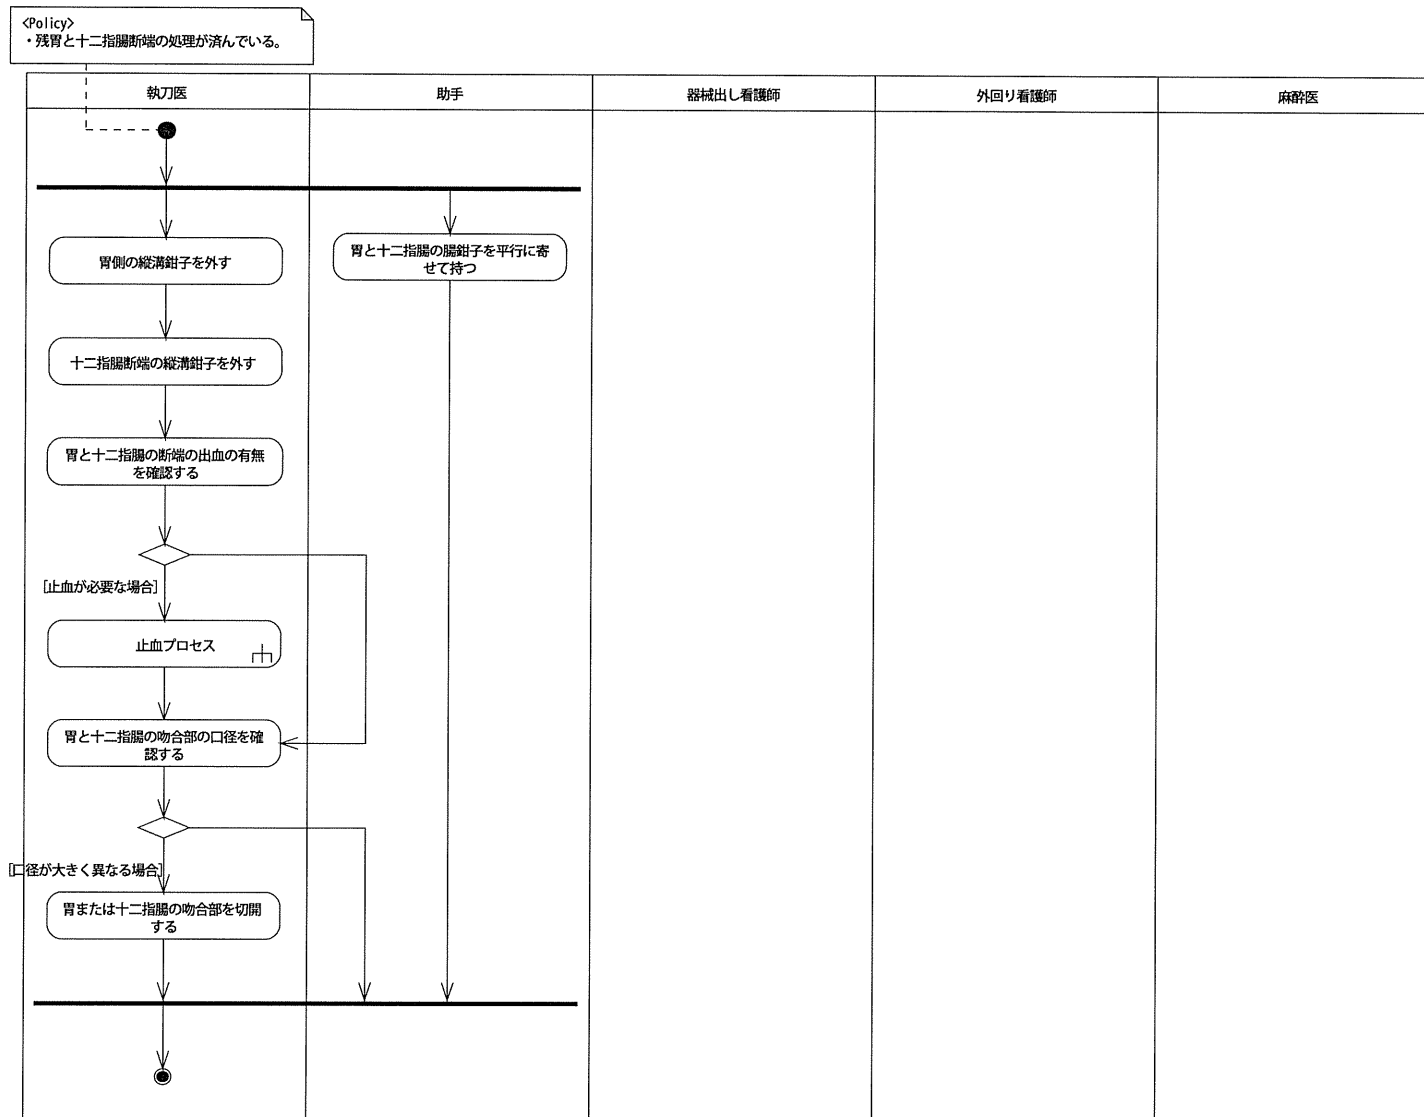 <Policy>
・残胃と十二指腸断端の処理が済んでいる。
執刀医
助手
器械出し看護師
外回り看護師
麻酔医
胃側の縦溝鉗子を外す
胃と十二指腸の腸鉗子を平行に寄
せて持つ
十二指腸断端の縦溝鉗子を外す
胃と十二指腸の断端の出血の有無
を確認する
[止血が必要な場合]
止血プロセス
胃と十二指腸の吻合部の口径を確
認する
[口径が大きく異なる場合]
胃または十二指腸の吻合部を切開
する